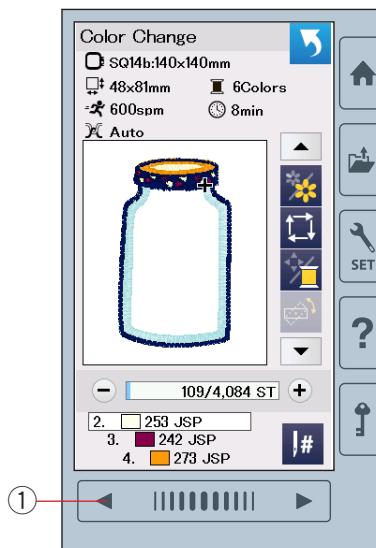 Color Change
SQ14b:140x140mm
48x81mm 6Colors
600spm 8min
Auto
109/4,084 ST
2. 253 JSP
3. 242 JSP
4. 273 JSP
#
SET
?
1